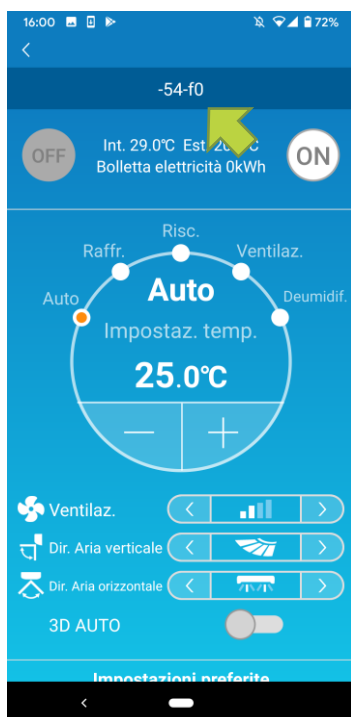 16:00 72%
-54-f0
OFF
Int. 29.0℃ Est
Bolletta elettricità 0kWh
ON
Risc.
Raffr. Ventilaz.
Auto Auto Deumidif.
Impostaz. temp.
25.0℃
Ventilaz.
Dir. Aria verticale
Dir. Aria orizzontale
3D AUTO
Impostazioni preferite